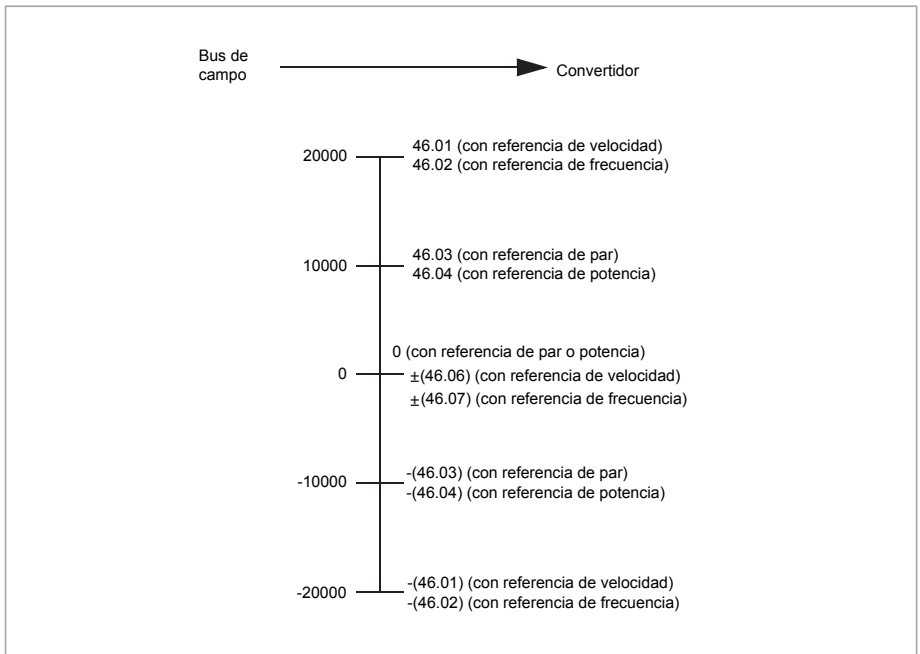 Bus de
campo
Convertidor
20000
46.01 (con referencia de velocidad)
46.02 (con referencia de frecuencia)
10000
46.03 (con referencia de par)
46.04 (con referencia de potencia)
0 (con referencia de par o potencia)
0
±(46.06) (con referencia de velocidad)
±(46.07) (con referencia de frecuencia)
-10000
-(46.03) (con referencia de par)
-(46.04) (con referencia de potencia)
-20000
-(46.01) (con referencia de velocidad)
-(46.02) (con referencia de frecuencia)